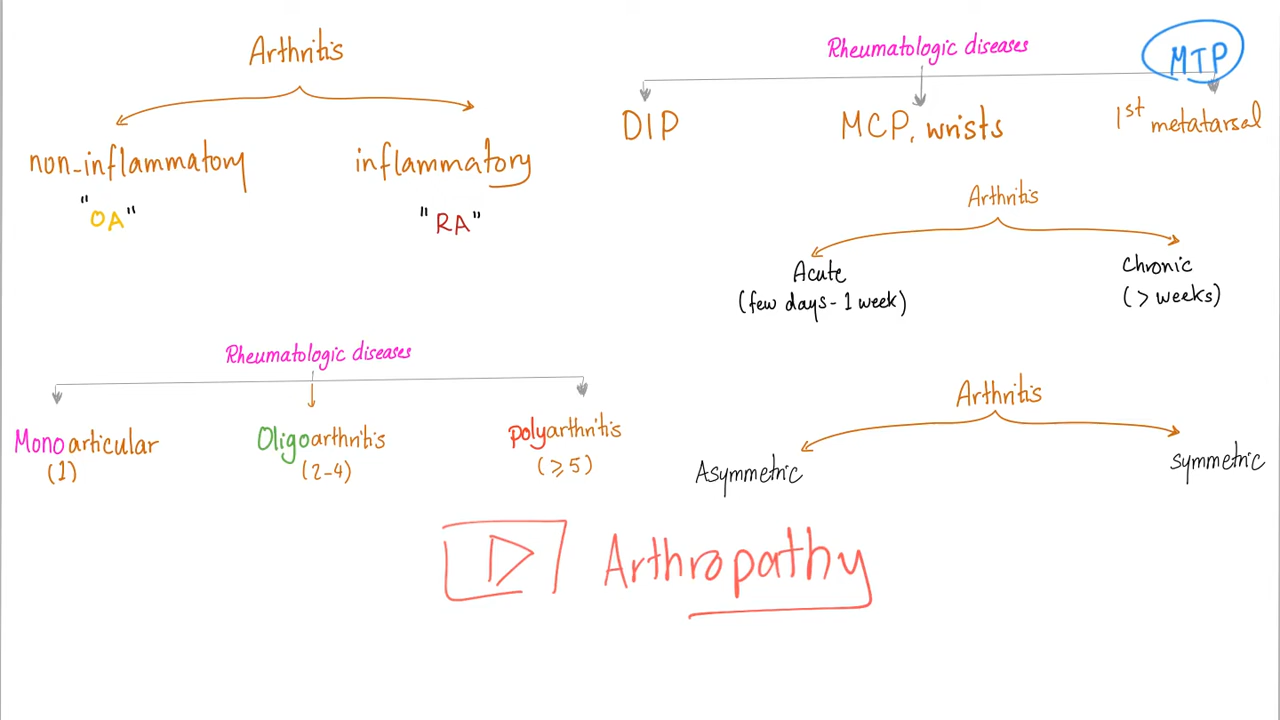 Arthritis
non-inflammatory inflammatory
"OA" "RA"
Rheumatologic diseases
MTP
DIP MCP, wrists 1st metatarsal
Arthritis
Acute Chronic
(few days - 1 week) (> weeks)
Rheumatologic diseases
Monoarticular Oligoarthritis polyarthritis
(1) (2-4) (≥5)
Arthritis
Asymmetric symmetric
Arthropathy